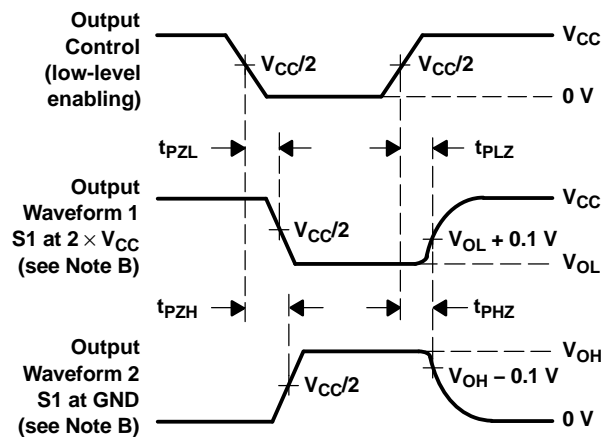 Output
Control
(low-level
enabling)
V_CC/2
V_CC/2
V_CC
0 V
t_PZL
t_PLZ
Output
Waveform 1
S1 at 2 × V_CC
(see Note B)
V_CC/2
V_CC
V_OL + 0.1 V
V_OL
t_PZH
t_PHZ
Output
Waveform 2
S1 at GND
(see Note B)
V_CC/2
V_OH
V_OH – 0.1 V
0 V